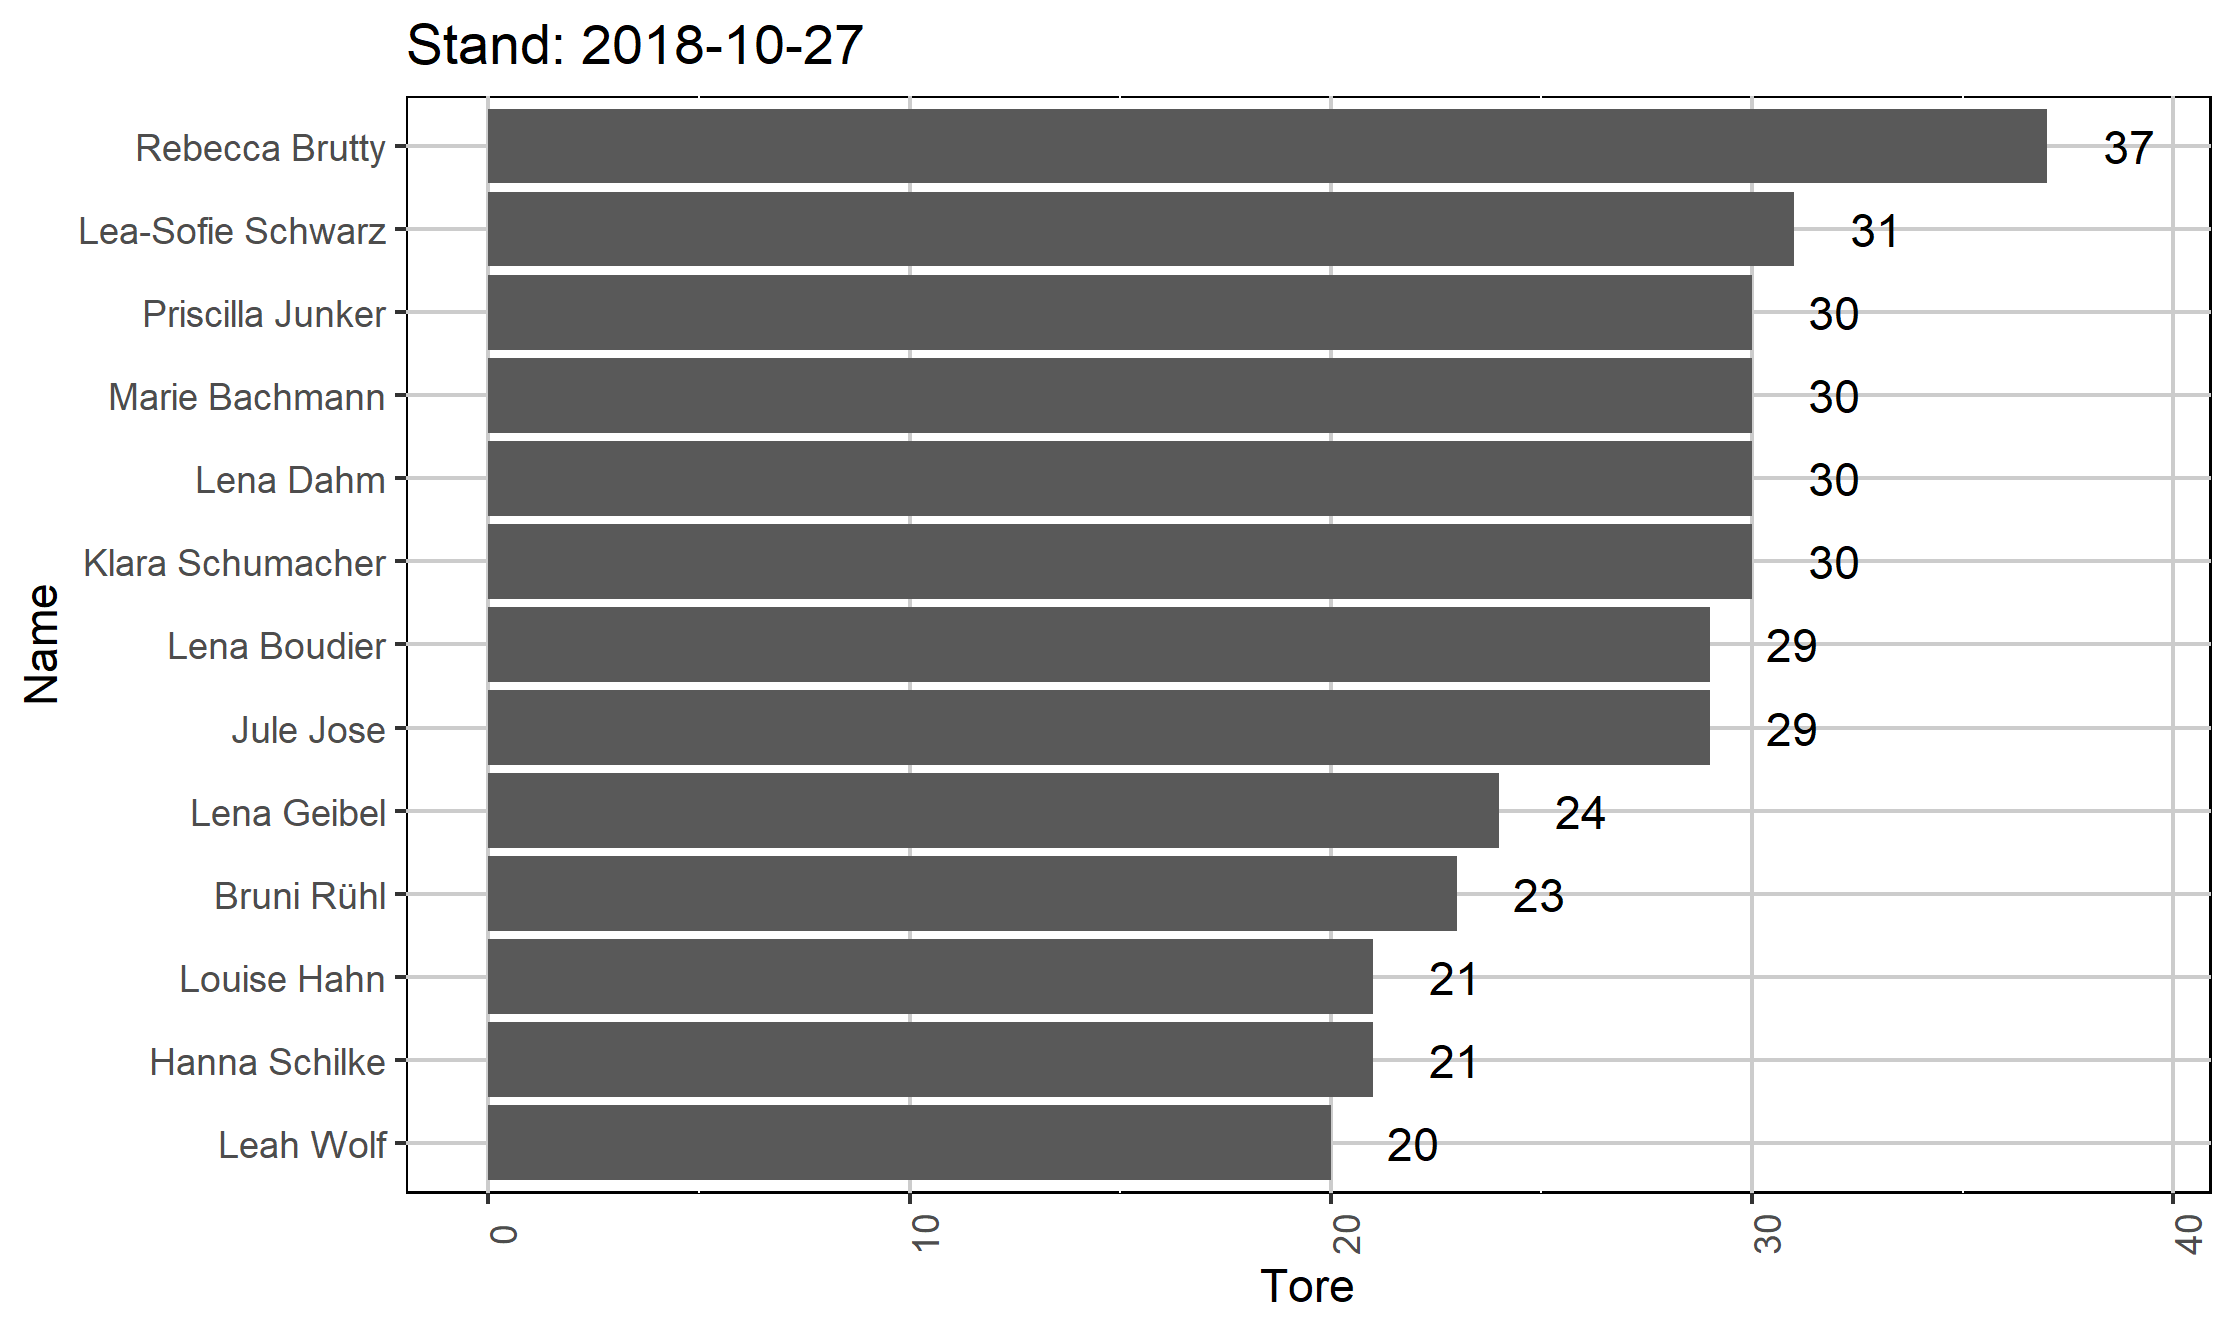 Stand: 2018-10-27
Name
Rebecca Brutty 37
Lea-Sofie Schwarz 31
Priscilla Junker 30
Marie Bachmann 30
Lena Dahm 30
Klara Schumacher 30
Lena Boudier 29
Jule Jose 29
Lena Geibel 24
Bruni Rühl 23
Louise Hahn 21
Hanna Schilke 21
Leah Wolf 20
0 10 20 30 40
Tore